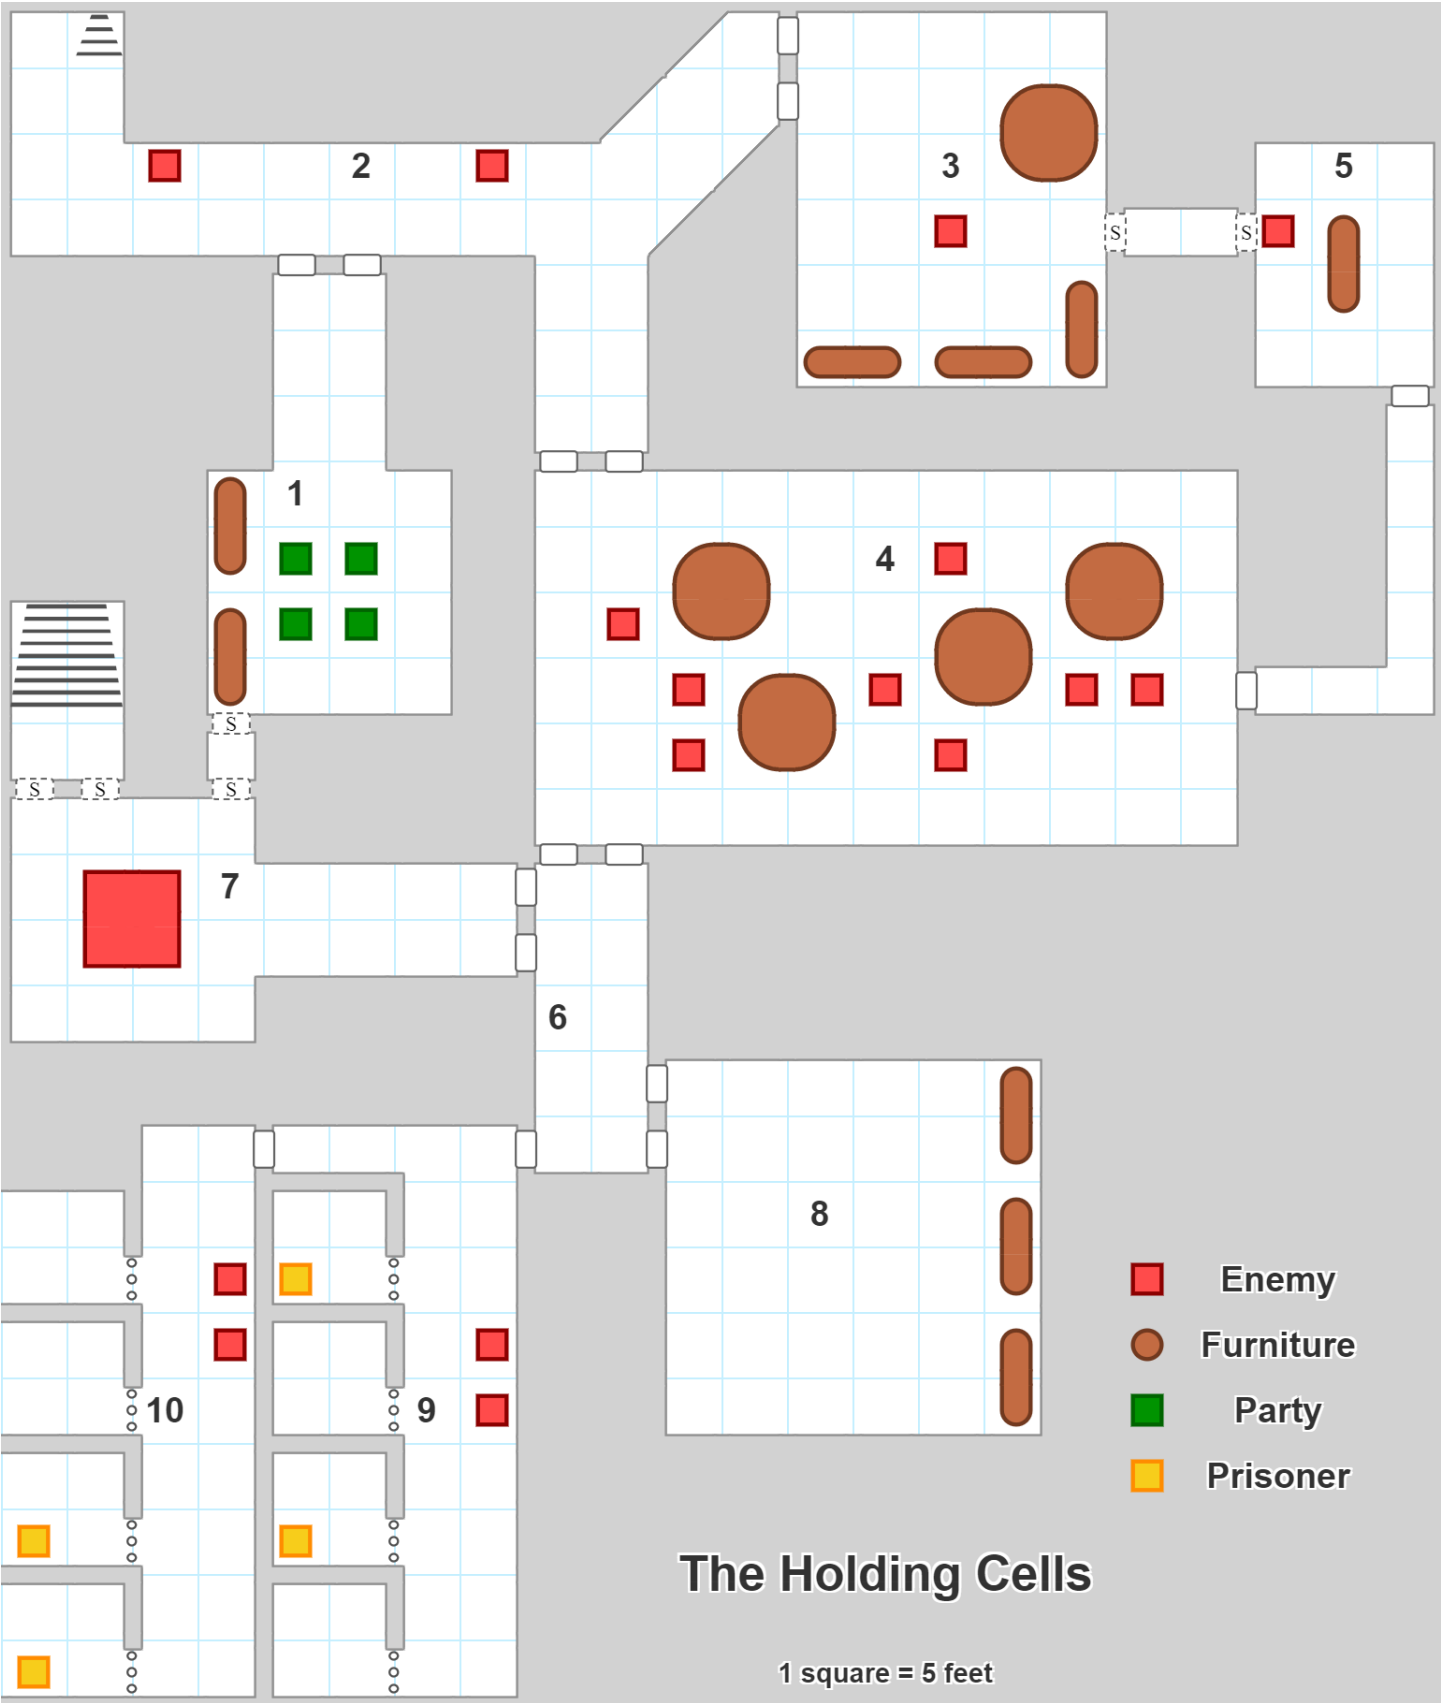 2
3
5
S
S
1
4
S
S
S
S
7
6
8
Enemy
Furniture
10
9
Party
Prisoner
The Holding Cells
1 square = 5 feet